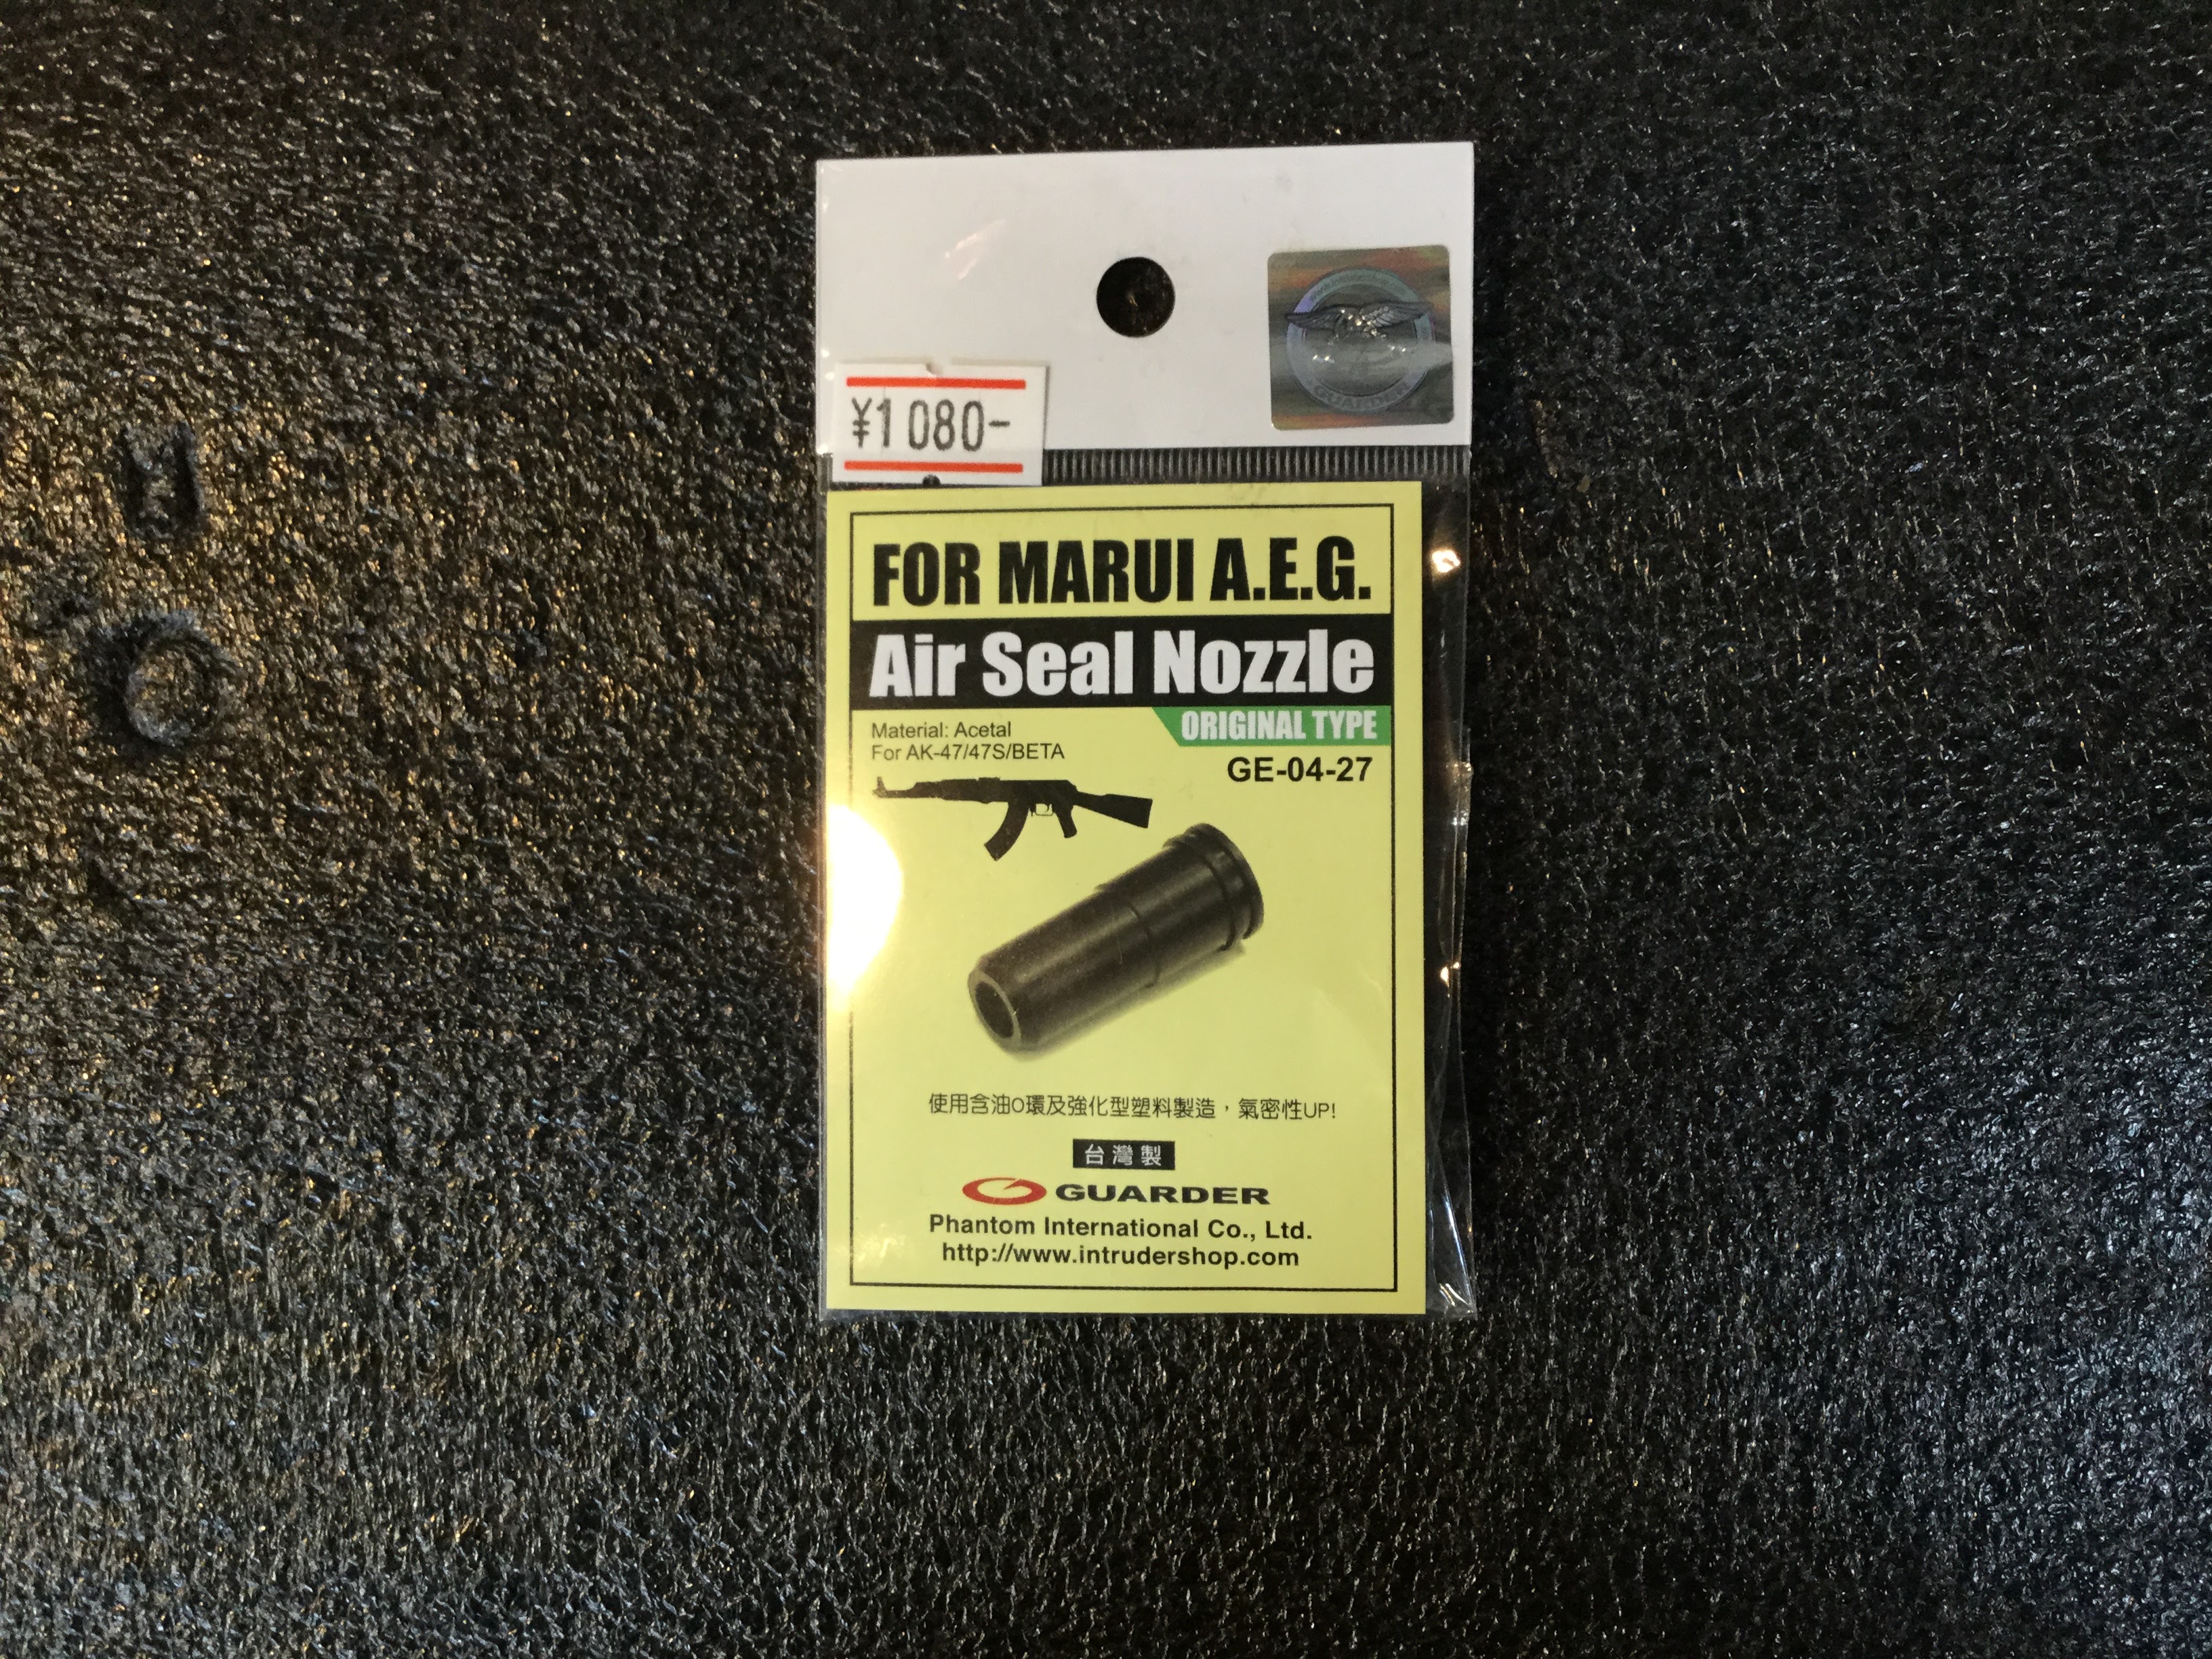 GUARDER
¥1080-
FOR MARUI A.E.G.
Air Seal Nozzle
ORIGINAL TYPE
Material: Acetal
For AK-47/47S/BETA
GE-04-27
使用含油O環及強化型塑料製造，氣密性UP!
台灣製
GUARDER
Phantom International Co., Ltd.
http://www.intrudershop.com